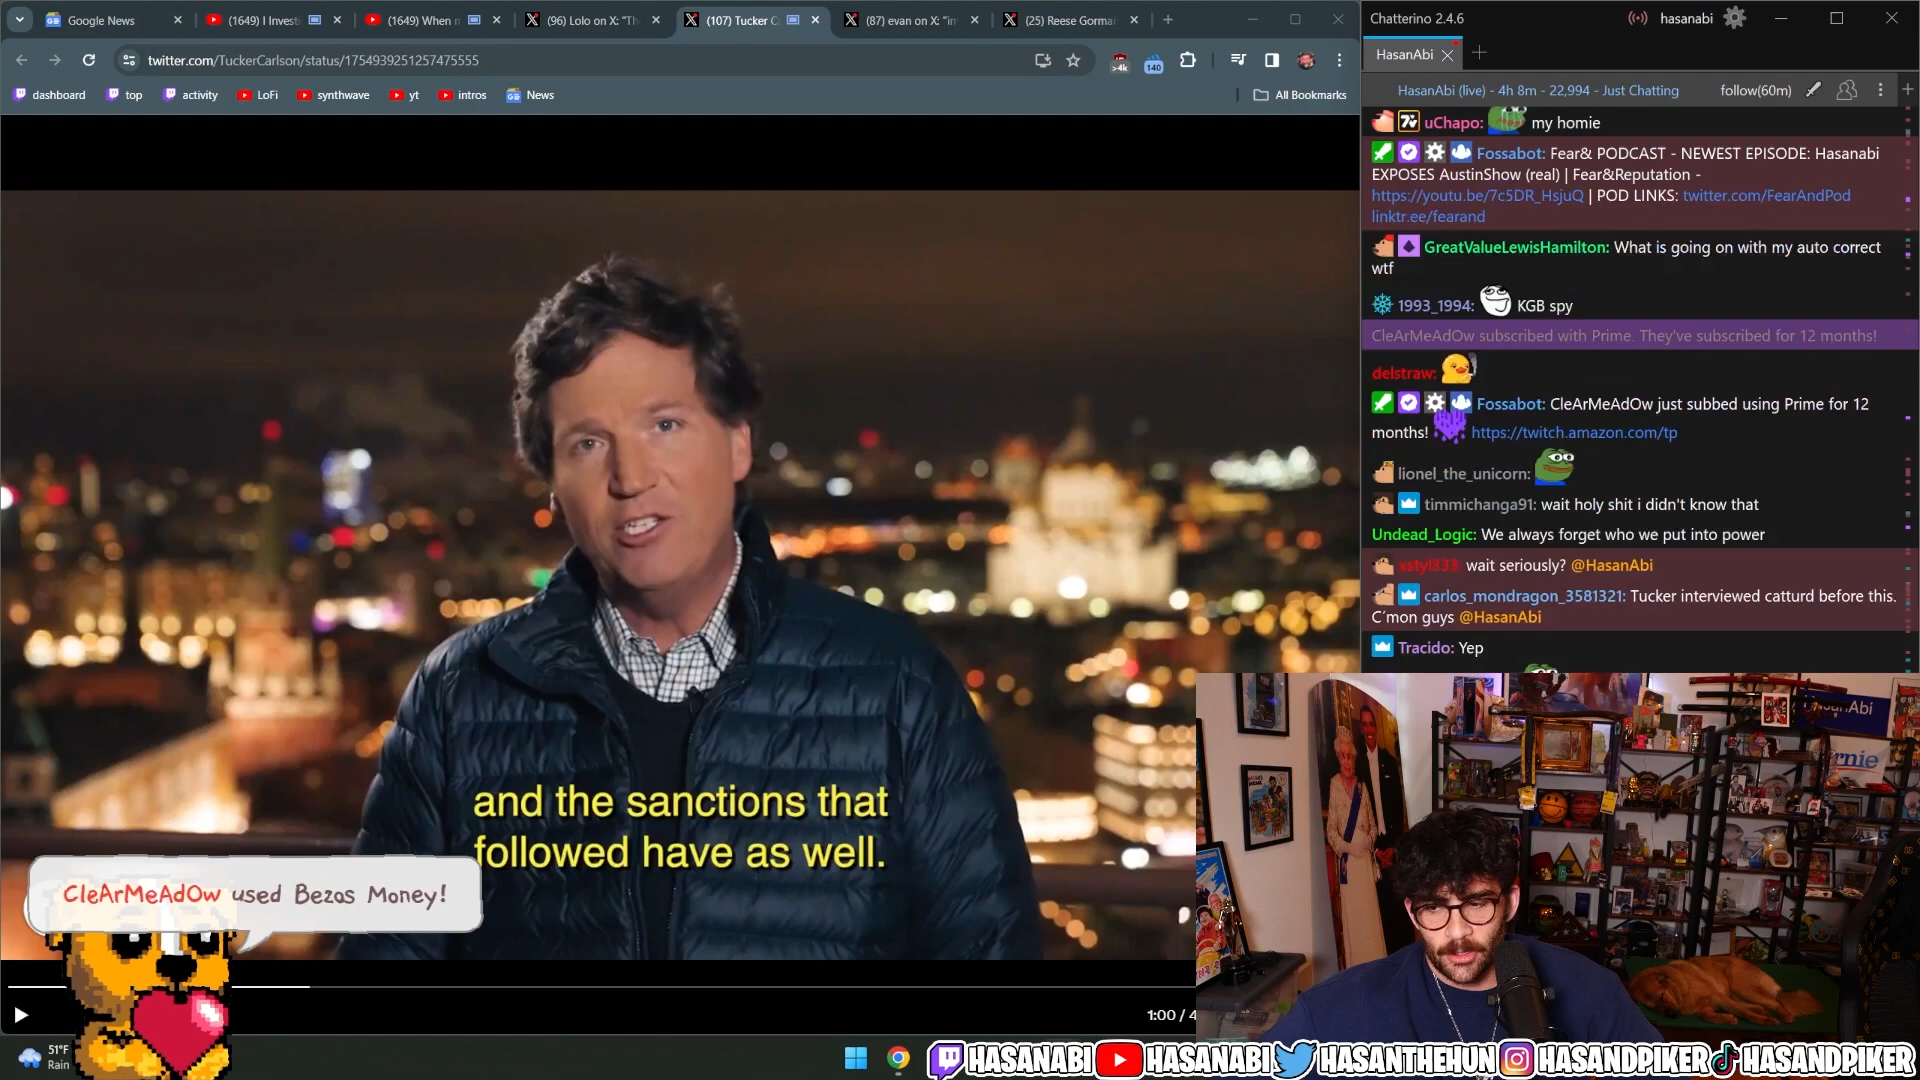 Google News
(1649) I Investi
(1649) When n
(96) Lolo on X: "Th
(107) Tucker C
(87) evan on X: "in
(25) Reese Gorma
twitter.com/TuckerCarlson/status/1754939251257475555
>4k
140
dashboard
top
activity
LoFi
synthwave
yt
intros
News
All Bookmarks
and the sanctions that
followed have as well.
CleArMeAdOw used Bezos Money!
1:00 / 4
51°F
Rain
Chatterino 2.4.6
hasanabi
HasanAbi
HasanAbi (live) - 4h 8m - 22,994 - Just Chatting
follow(60m)
uChapo: my homie
Fossabot: Fear& PODCAST - NEWEST EPISODE: Hasanabi
EXPOSES AustinShow (real) | Fear&Reputation -
https://youtu.be/7c5DR_HsjuQ | POD LINKS: twitter.com/FearAndPod
linktr.ee/fearand
GreatValueLewisHamilton: What is going on with my auto correct
wtf
1993_1994: KGB spy
CleArMeAdOw subscribed with Prime. They've subscribed for 12 months!
delstraw:
Fossabot: CleArMeAdOw just subbed using Prime for 12
months! https://twitch.amazon.com/tp
lionel_the_unicorn:
timmichanga91: wait holy shit i didn't know that
Undead_Logic: We always forget who we put into power
xstyl333: wait seriously? @HasanAbi
carlos_mondragon_3581321: Tucker interviewed catturd before this.
C´mon guys @HasanAbi
Tracido: Yep
HasanAbi
ernie
HASANABI
HASANABI
HASANTHEHUN
HASANDPIKER
HASANDPIKER